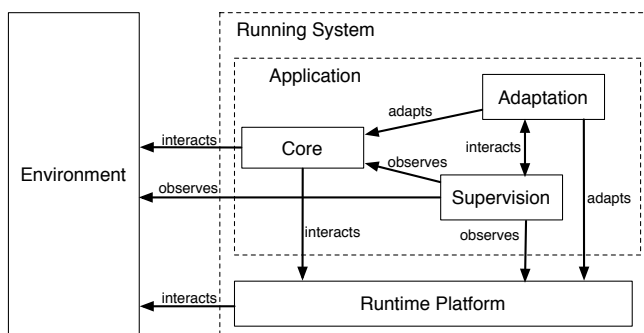 Running System
Application
Adaptation
adapts
interacts
Core
interacts
observes
Environment
observes
Supervision
adapts
interacts
observes
interacts
Runtime Platform